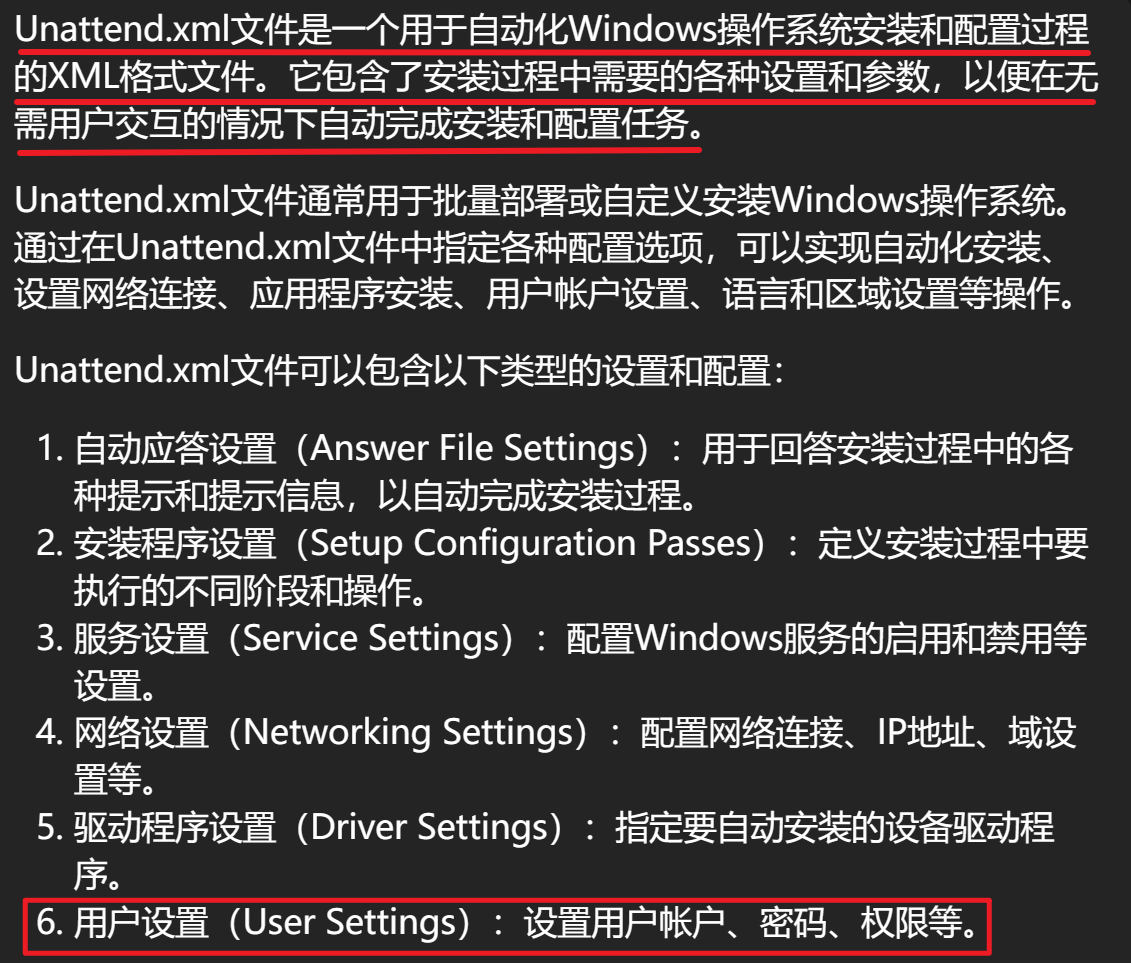 Unattend.xml文件是一个用于自动化Windows操作系统安装和配置过程
的XML格式文件。它包含了安装过程中需要的各种设置和参数，以便在无
需用户交互的情况下自动完成安装和配置任务。
Unattend.xml文件通常用于批量部署或自定义安装Windows操作系统。
通过在Unattend.xml文件中指定各种配置选项，可以实现自动化安装、
设置网络连接、应用程序安装、用户帐户设置、语言和区域设置等操作。
Unattend.xml文件可以包含以下类型的设置和配置：
1. 自动应答设置（Answer File Settings）：用于回答安装过程中的各
种提示和提示信息，以自动完成安装过程。
2. 安装程序设置（Setup Configuration Passes）：定义安装过程中要
执行的不同阶段和操作。
3. 服务设置（Service Settings）：配置Windows服务的启用和禁用等
设置。
4. 网络设置（Networking Settings）：配置网络连接、IP地址、域设
置等。
5. 驱动程序设置（Driver Settings）：指定要自动安装的设备驱动程
序。
6. 用户设置（User Settings）：设置用户帐户、密码、权限等。